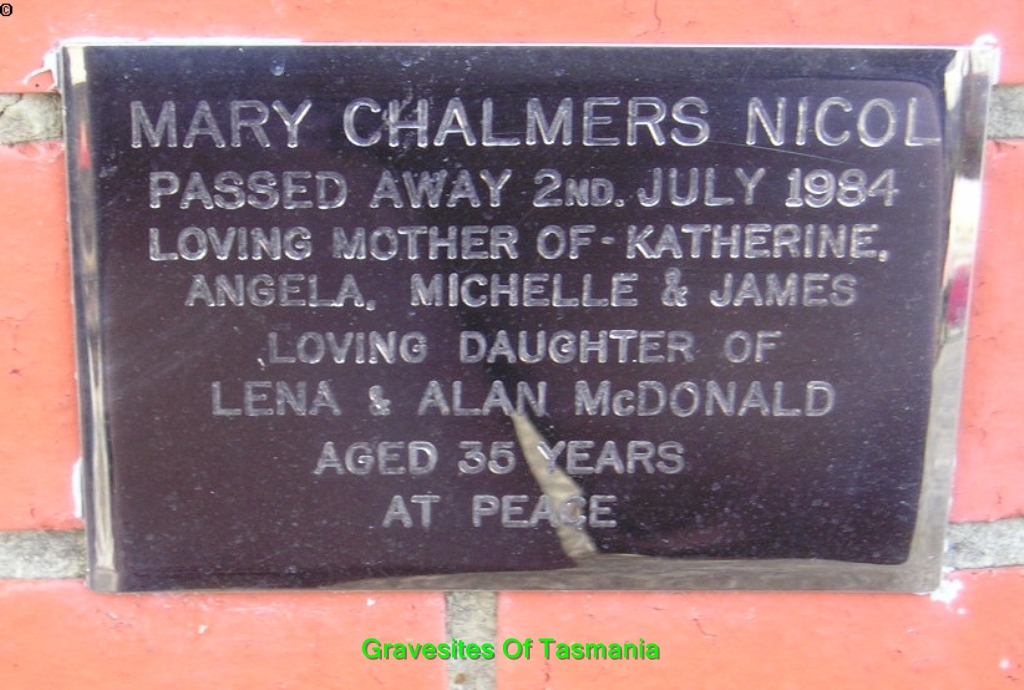 ©
MARY CHALMERS NICOL
PASSED AWAY 2ND. JULY 1984
LOVING MOTHER OF - KATHERINE,
ANGELA, MICHELLE & JAMES
LOVING DAUGHTER OF
LENA & ALAN McDONALD
AGED 35 YEARS
AT PEACE
Gravesites Of Tasmania